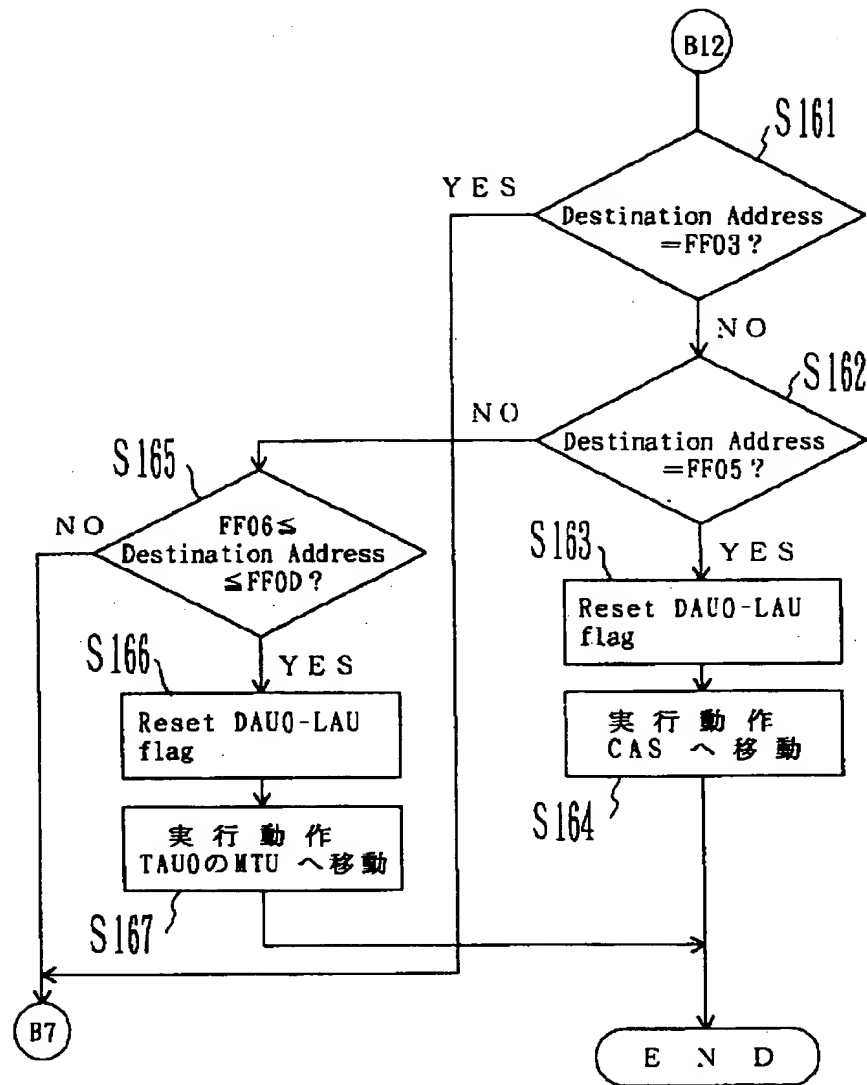 B12
S161
YES
Destination Address
=FF03?
NO
S162
NO
Destination Address
=FF05?
S165
NO
FF06≦
Destination Address
≦FF0D?
S163
YES
Reset DAU0-LAU
flag
S166
YES
Reset DAU0-LAU
flag
実行動作
CAS へ移動
S164
実行動作
TAU0のMTU へ移動
S167
B7
END